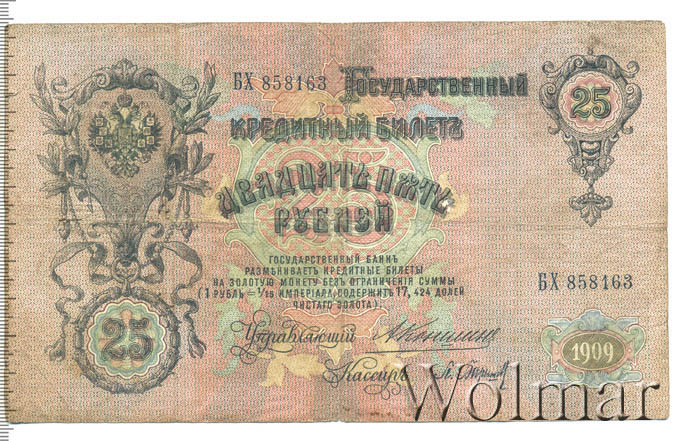 БХ 858163 Государственный
25
Кредитный Билетъ
Двадцать пять
рублей
Государственный Банкъ
размѣниваетъ кредитные билеты
на золотую монету безъ ограниченія суммы
(1 рубль = 1/15 имперіала, содержитъ 17, 424 долей
чистаго золота)
БХ 858163
Управляющій
25
1909
Кассиръ
Wolmar